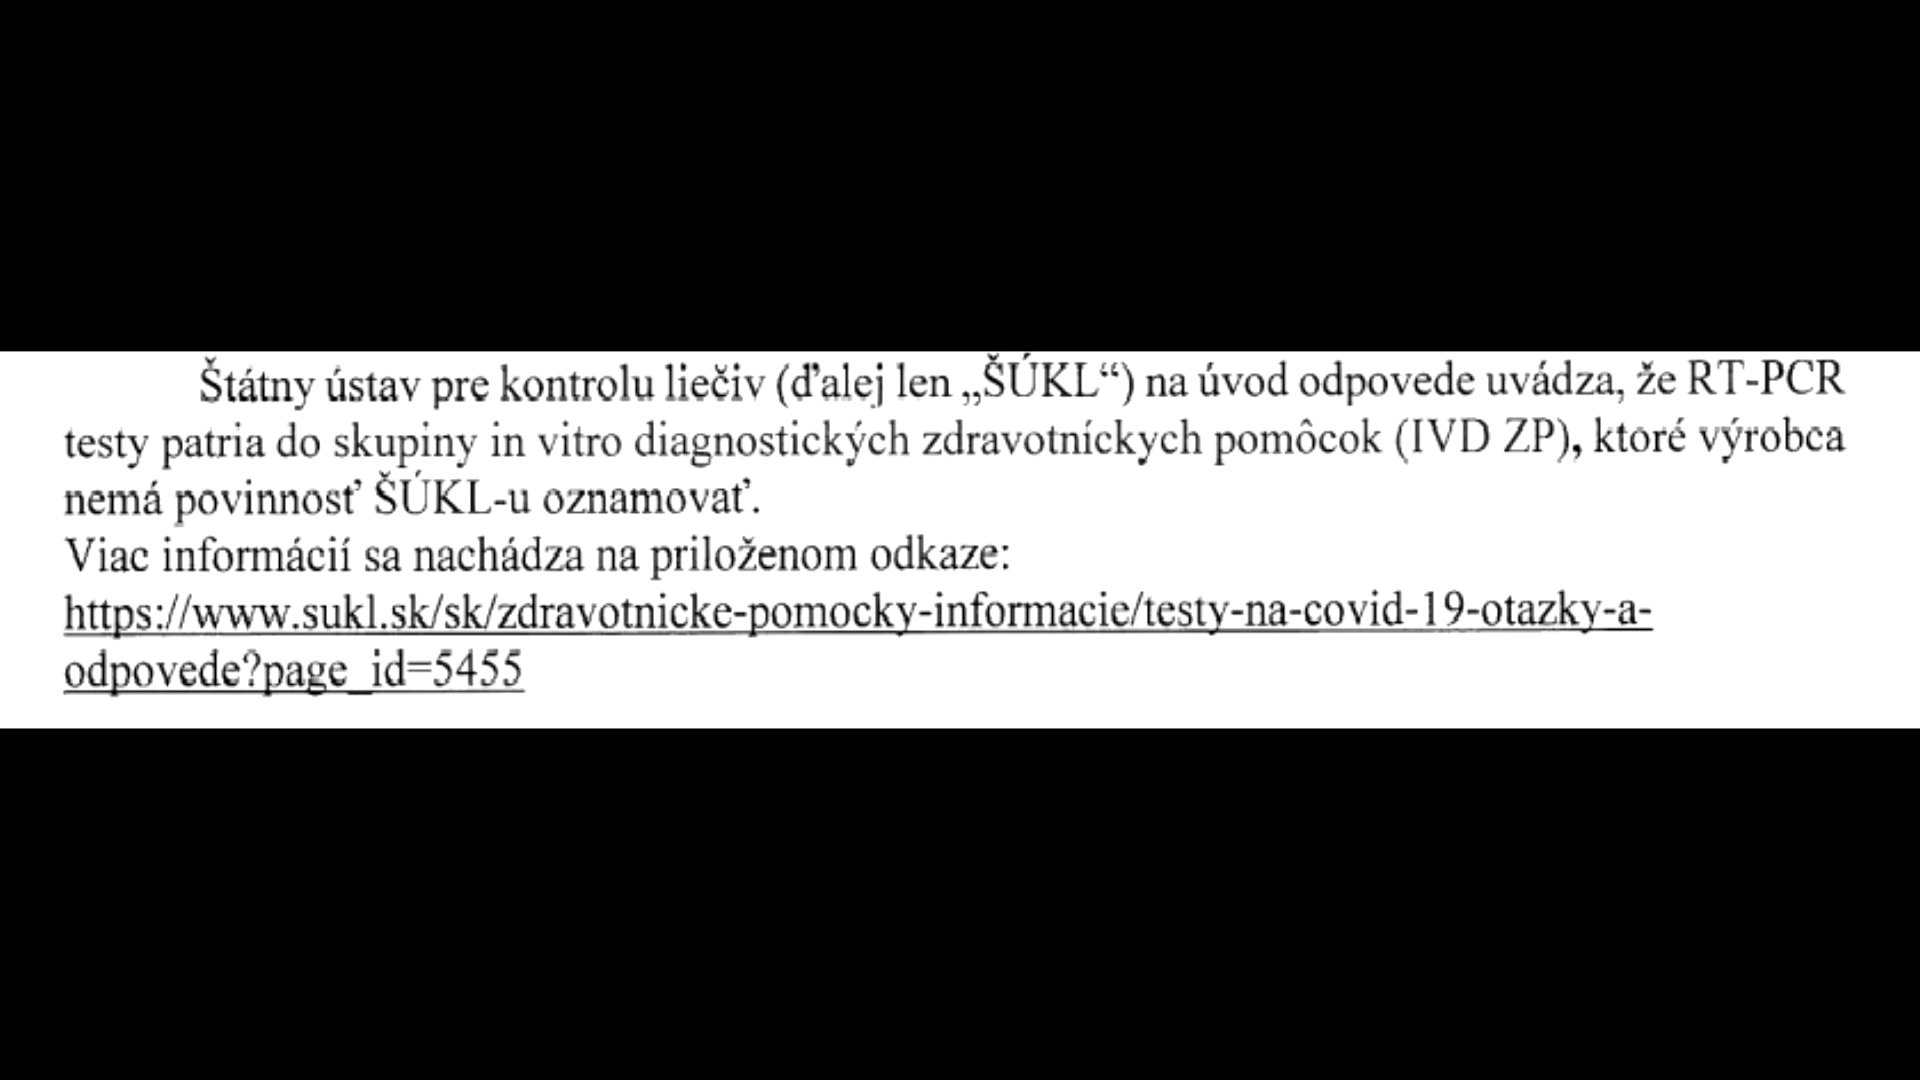 Štátny ústav pre kontrolu liečiv (ďalej len „ŠÚKL“) na úvod odpovede uvádza, že RT-PCR
testy patria do skupiny in vitro diagnostických zdravotníckych pomôcok (IVD ZP), ktoré výrobca
nemá povinnosť ŠÚKL-u oznamovať.
Viac informácií sa nachádza na priloženom odkaze:
https://www.sukl.sk/sk/zdravotnicke-pomocky-informacie/testy-na-covid-19-otazky-a-
odpovede?page_id=5455